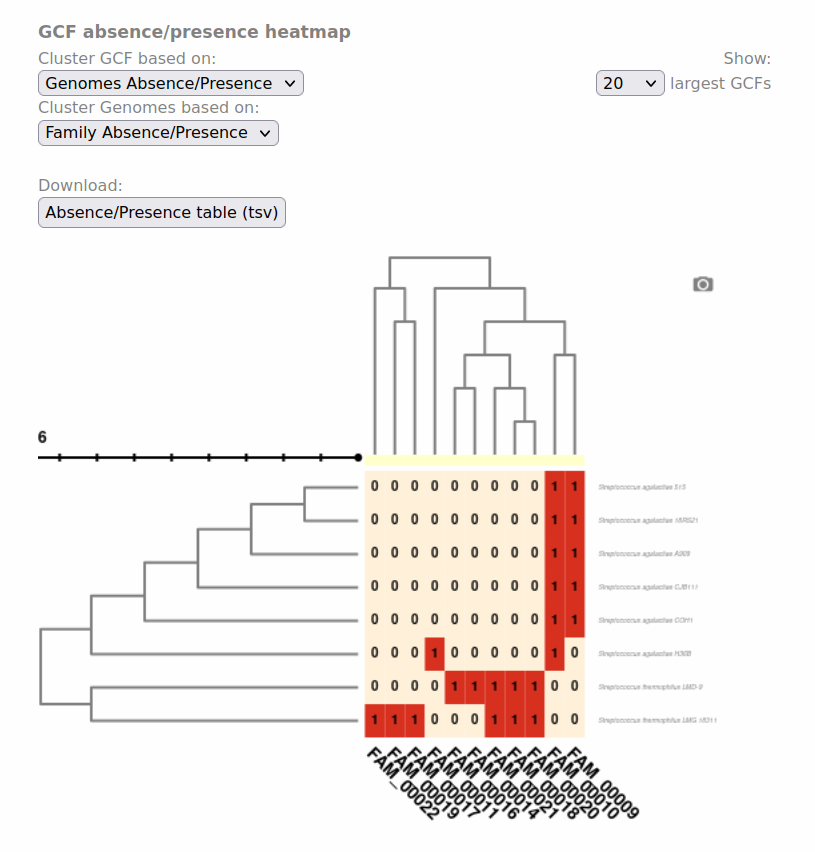 GCF absence/presence heatmap
Cluster GCF based on:
Show:
Genomes Absence/Presence
20
largest GCFs
Cluster Genomes based on:
Family Absence/Presence
Download:
Absence/Presence table (tsv)
6
0 0 0 0 0 0 0 0 0 1 1
Streptococcus agalactiae 515
0 0 0 0 0 0 0 0 0 1 1
Streptococcus agalactiae 18RS21
0 0 0 0 0 0 0 0 0 1 1
Streptococcus agalactiae A909
0 0 0 0 0 0 0 0 0 1 1
Streptococcus agalactiae CJB111
0 0 0 0 0 0 0 0 0 1 1
Streptococcus agalactiae COH1
0 0 0 1 0 0 0 0 0 1 0
Streptococcus agalactiae H36B
0 0 0 0 1 1 1 1 1 0 0
Streptococcus thermophilus LMD-9
1 1 1 0 0 0 1 1 1 0 0
Streptococcus thermophilus LMG 18311
FAM_00022
FAM_00019
FAM_00017
FAM_00011
FAM_00016
FAM_00014
FAM_00021
FAM_00018
FAM_00020
FAM_00010
FAM_00009